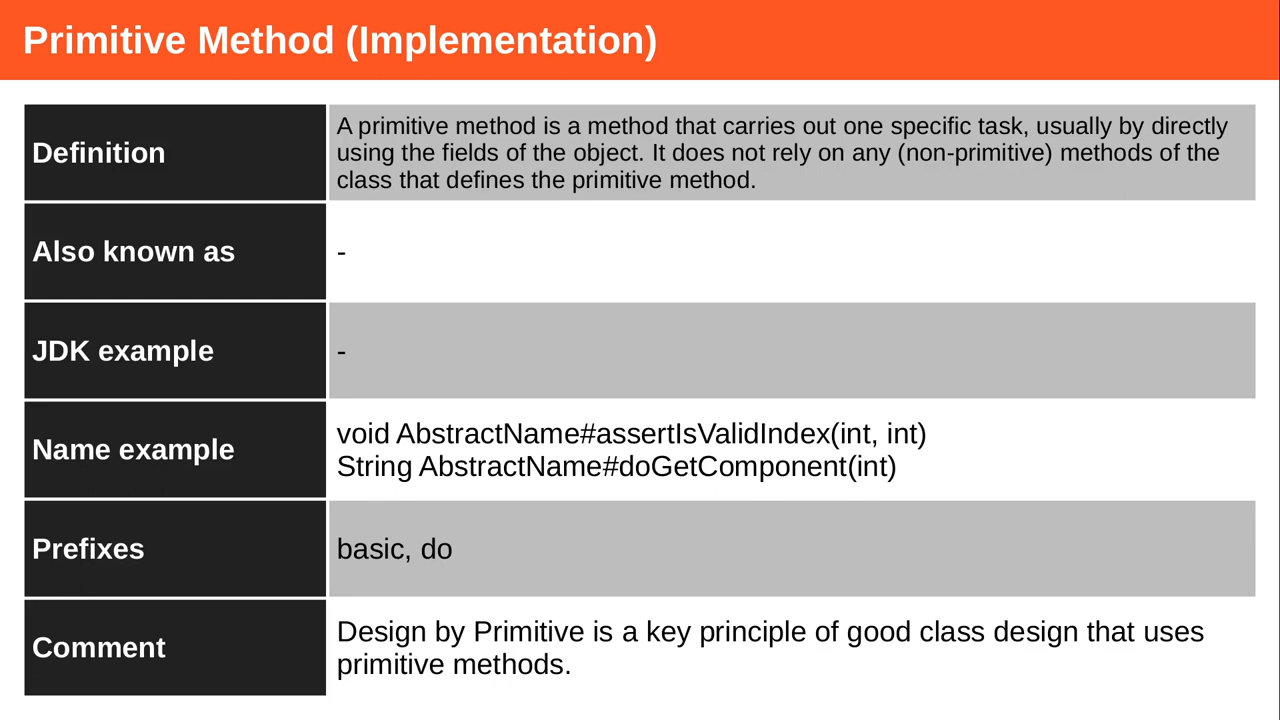 Primitive Method (Implementation)
Definition
A primitive method is a method that carries out one specific task, usually by directly
using the fields of the object. It does not rely on any (non-primitive) methods of the
class that defines the primitive method.
Also known as
-
JDK example
-
Name example
void AbstractName#assertIsValidIndex(int, int)
String AbstractName#doGetComponent(int)
Prefixes
basic, do
Comment
Design by Primitive is a key principle of good class design that uses
primitive methods.